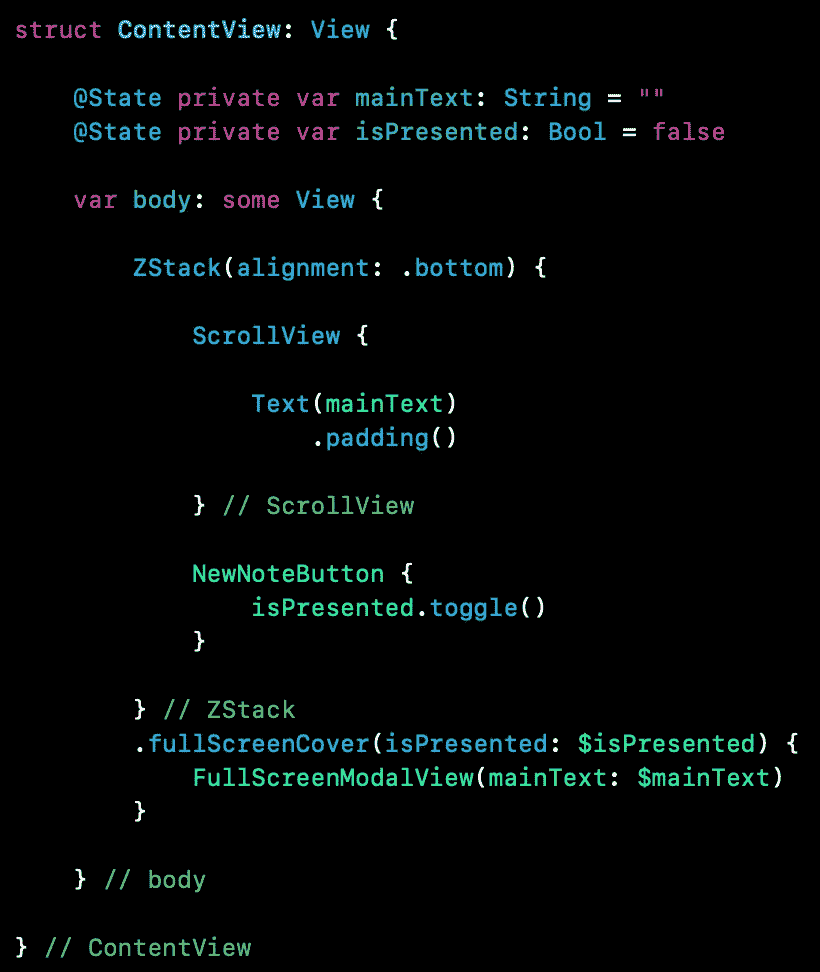 struct ContentView: View {
    @State private var mainText: String = ""
    @State private var isPresented: Bool = false
    var body: some View {
        ZStack(alignment: .bottom) {
            ScrollView {
                Text(mainText)
                    .padding()
            } // ScrollView
            NewNoteButton {
                isPresented.toggle()
            }
        } // ZStack
        .fullScreenCover(isPresented: $isPresented) {
            FullScreenModalView(mainText: $mainText)
        }
    } // body
} // ContentView